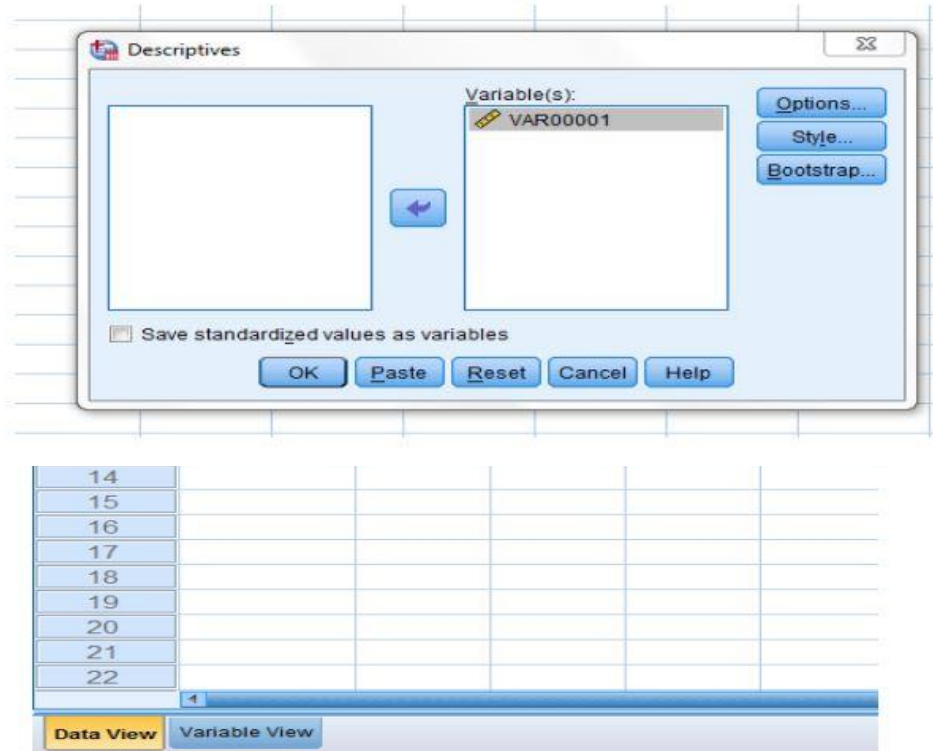 Descriptives
Variable(s):
VAR00001
Options...
Style...
Bootstrap...
Save standardized values as variables
OK Paste Reset Cancel Help
14
15
16
17
18
19
20
21
22
Data View Variable View